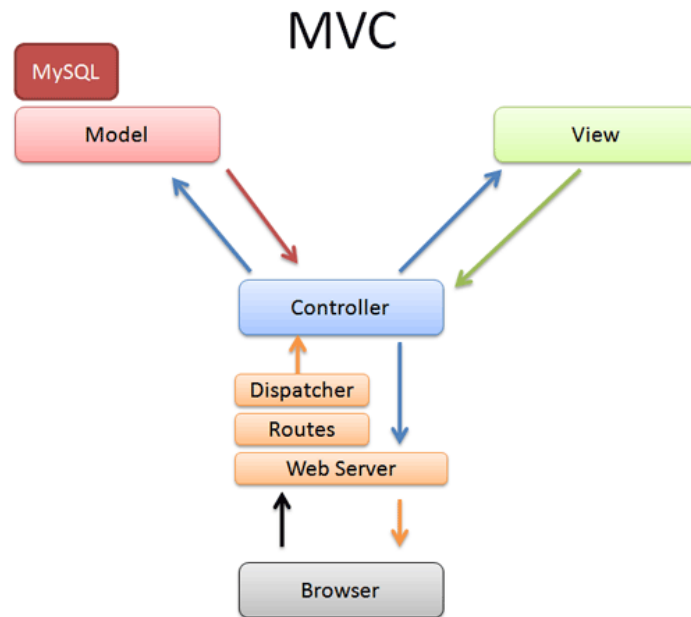 MVC
MySQL
Model
View
Controller
Dispatcher
Routes
Web Server
Browser